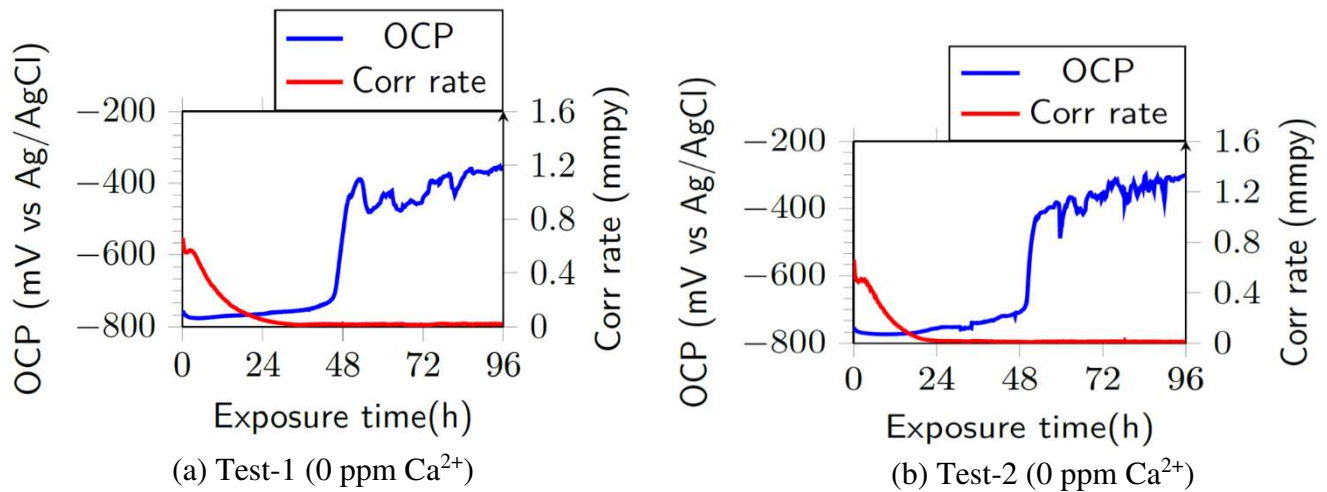 OCP
Corr rate
OCP (mV vs Ag/AgCl)
−200
−400
−600
−800
1.6
1.2
0.8
0.4
0
Corr rate (mmpy)
0 24 48 72 96
Exposure time(h)
(a) Test-1 (0 ppm Ca²⁺)
OCP
Corr rate
OCP (mV vs Ag/AgCl)
−200
−400
−600
−800
1.6
1.2
0.8
0.4
0
Corr rate (mmpy)
0 24 48 72 96
Exposure time(h)
(b) Test-2 (0 ppm Ca²⁺)